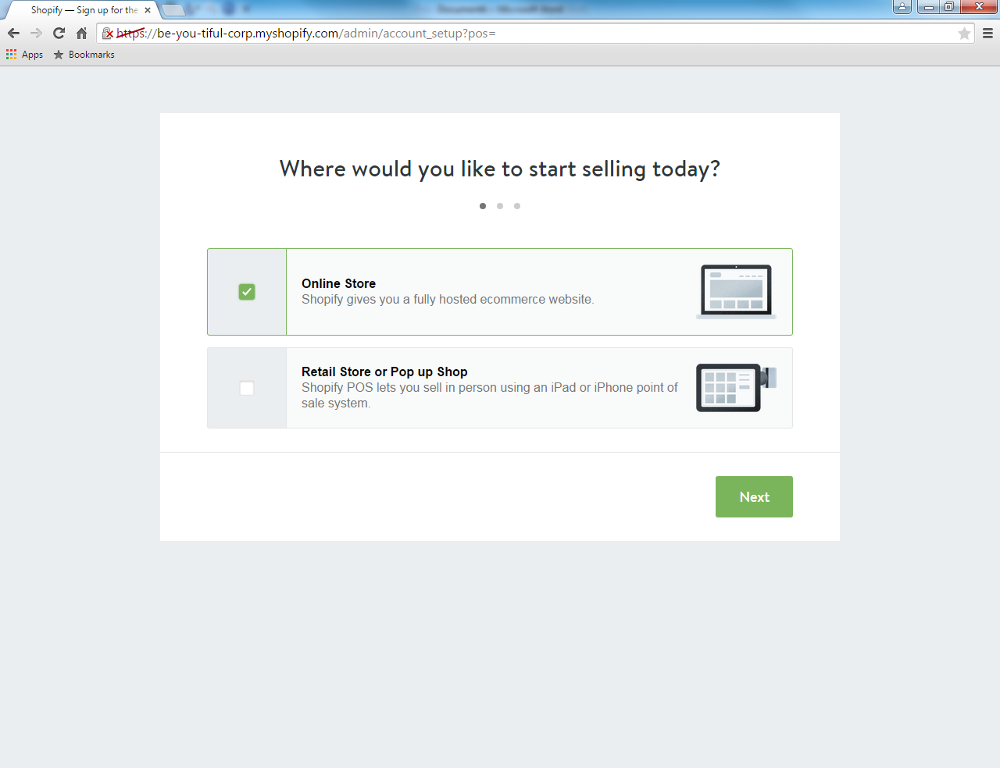 Shopify — Sign up for the
https://be-you-tiful-corp.myshopify.com/admin/account_setup?pos=
Apps Bookmarks
Where would you like to start selling today?
Online Store
Shopify gives you a fully hosted ecommerce website.
Retail Store or Pop up Shop
Shopify POS lets you sell in person using an iPad or iPhone point of
sale system.
Next